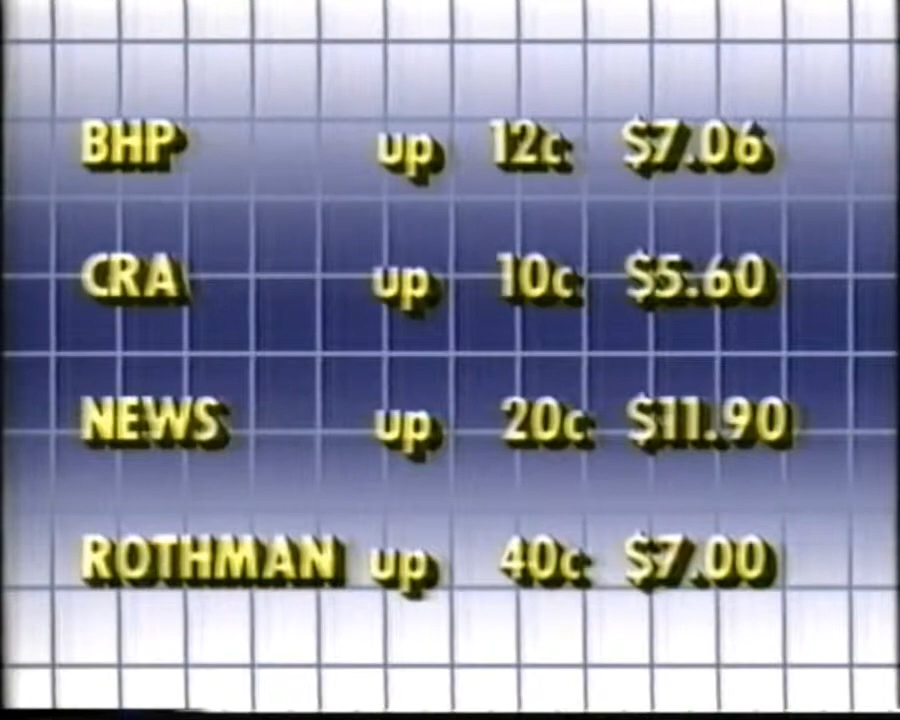 BHP up 12c $7.06
CRA up 10c $5.60
NEWS up 20c $11.90
ROTHMAN up 40c $7.00